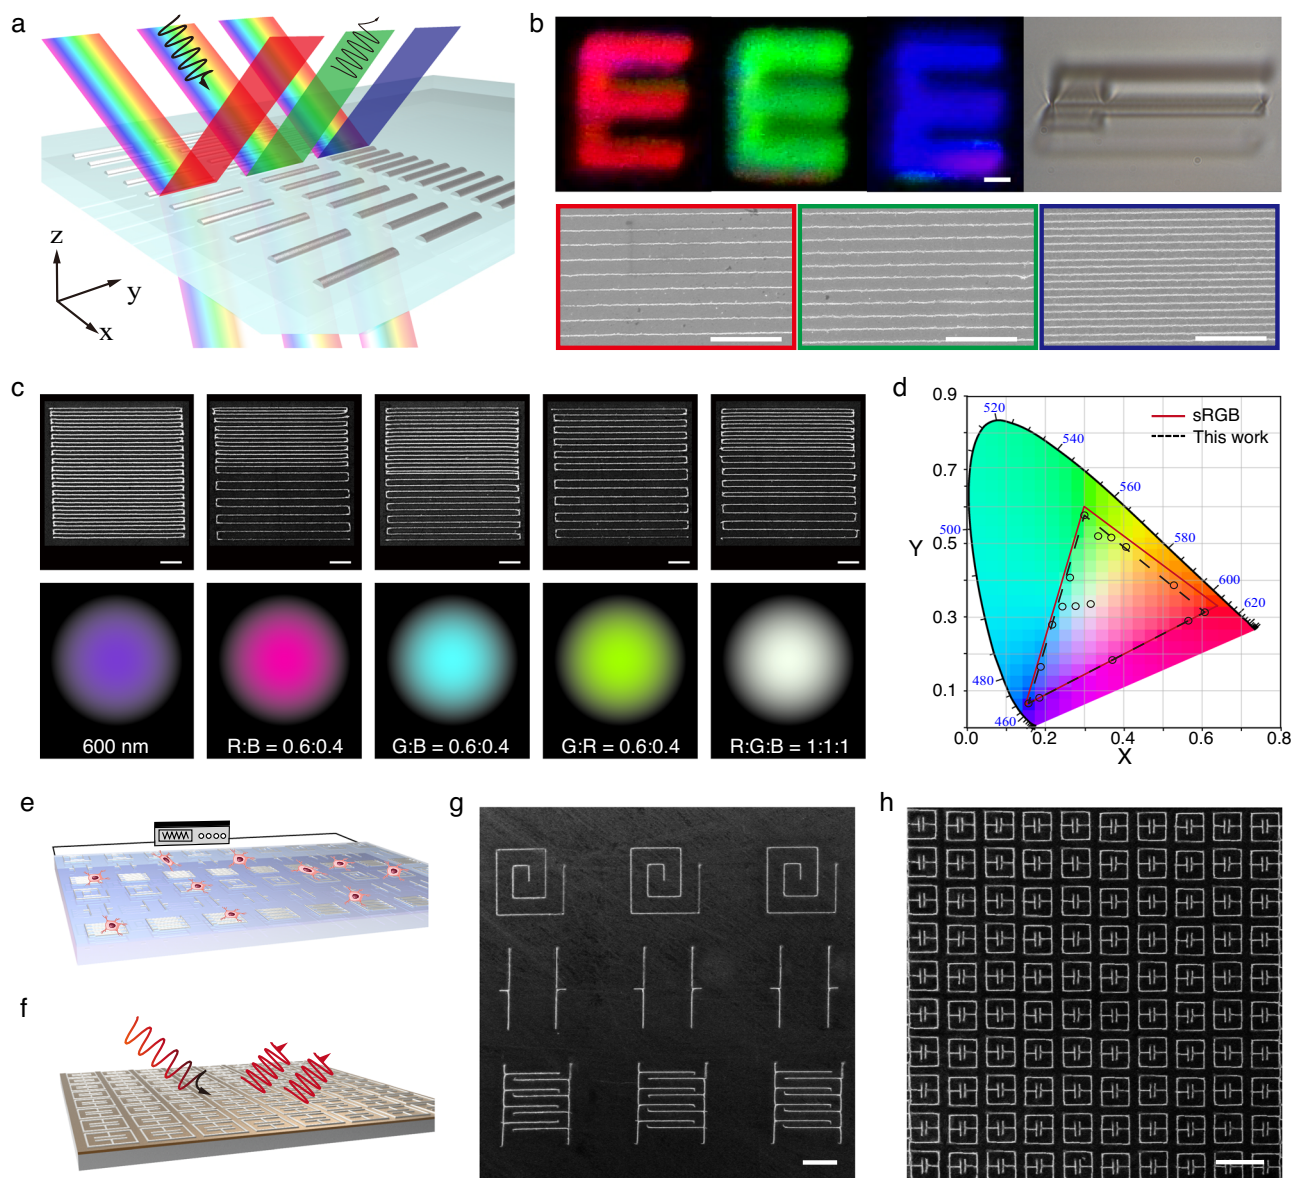 a
z
y
x
b
E E E
c
600 nm
R:B = 0.6:0.4
G:B = 0.6:0.4
G:R = 0.6:0.4
R:G:B = 1:1:1
d
0.9
0.7
0.5
0.3
0.1
Y
0.0 0.2 0.4 0.6 0.8
X
sRGB
This work
520
540
560
580
600
620
500
480
460
e
f
g
h